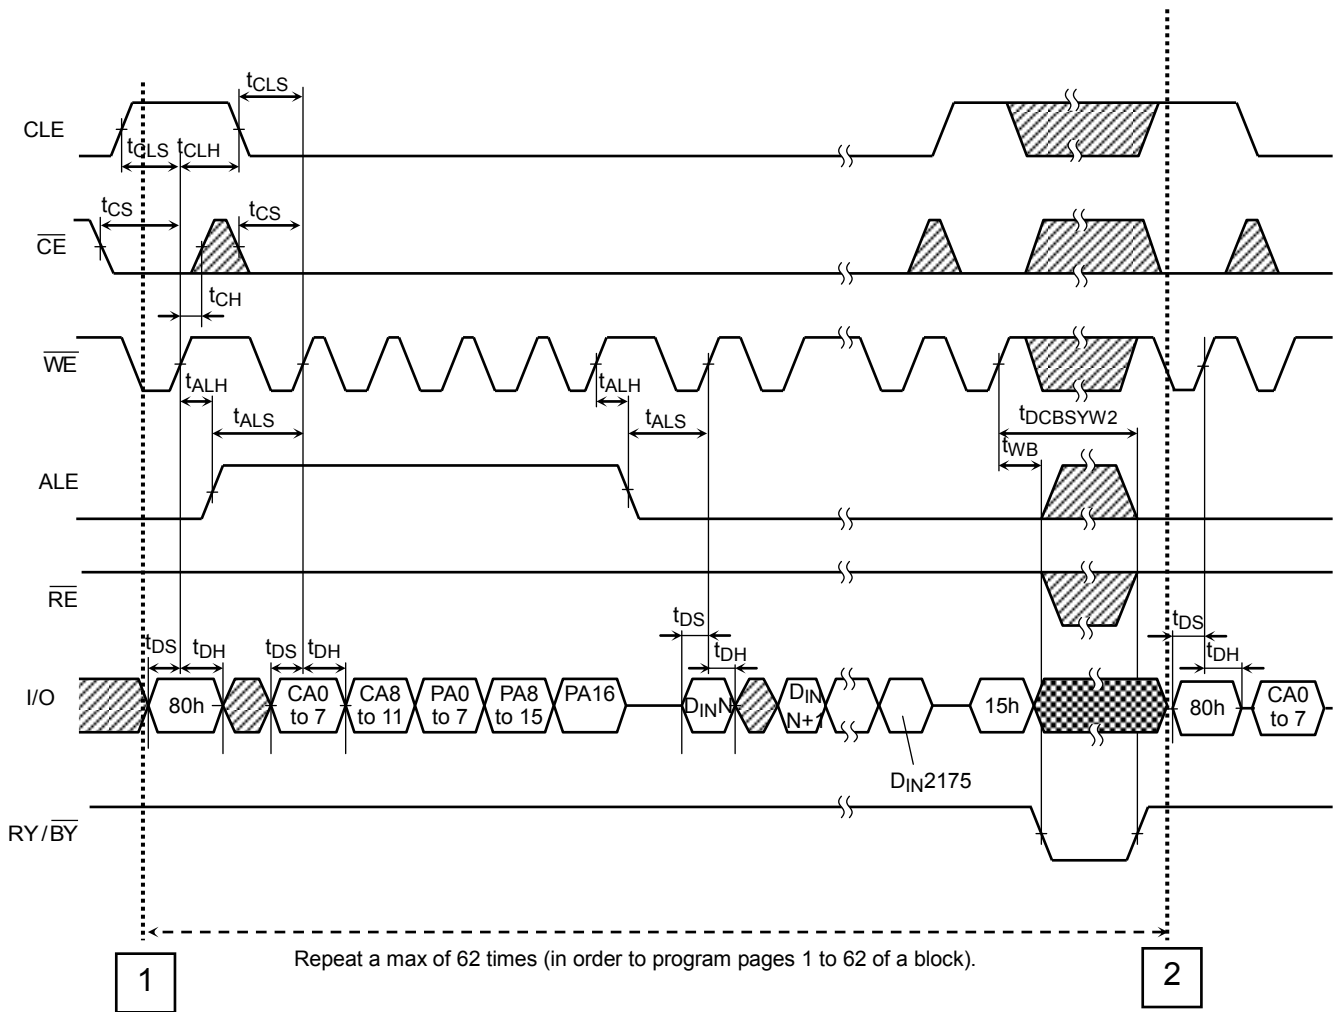 tCLS
CLE
tCLS tCLH
tCS tCS
CE
tCH
WE
tALH tALH
tALS tALS
tDCBSYW2
tWB
ALE
RE
tDS tDH tDS tDH tDS tDH tDS tDH
I/O
80h
CA0 to 7
CA8 to 11
PA0 to 7
PA8 to 15
PA16
DINN
DIN N+1
15h
80h
CA0 to 7
DIN2175
RY/BY
Repeat a max of 62 times (in order to program pages 1 to 62 of a block).
1
2